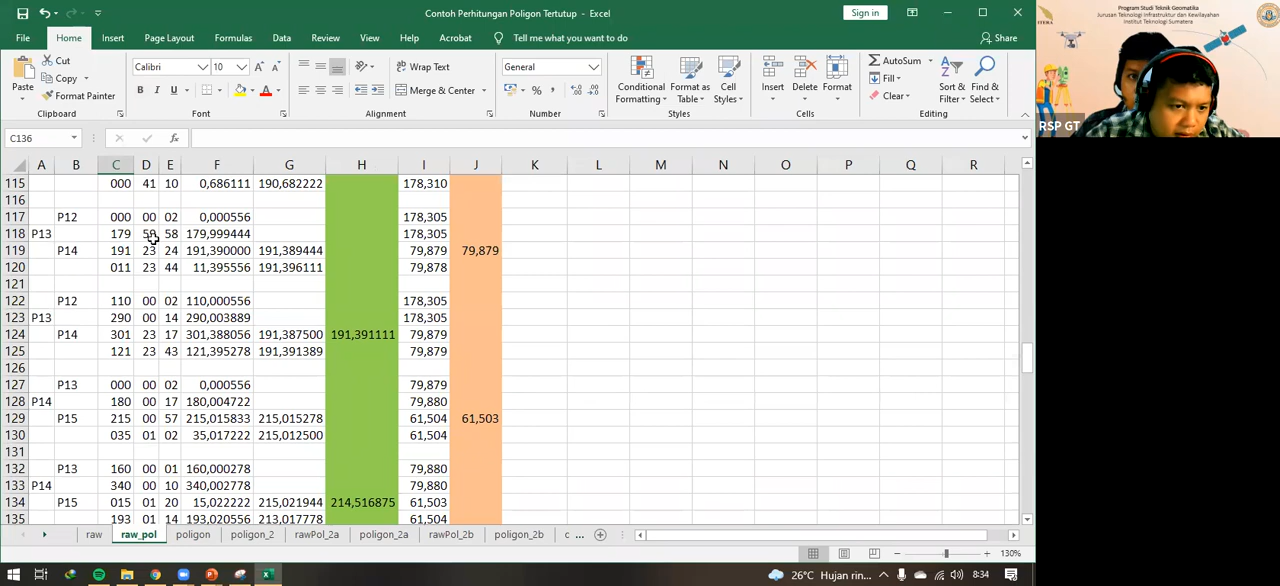 Contoh Perhitungan Poligon Tertutup - Excel
Sign in
File Home Insert Page Layout Formulas Data Review View Help Acrobat Tell me what you want to do Share
Cut
Copy
Format Painter
Paste
Clipboard
Calibri 10
B I U
Font
Wrap Text
Merge & Center
Alignment
General
Number
Conditional Formatting
Format as Table
Cell Styles
Styles
Insert Delete Format
Cells
AutoSum
Fill
Clear
Sort & Filter
Find & Select
Editing
C136
A B C D E F G H I J K L M N O P Q R
115 000 41 10 0,686111 190,682222 178,310
116
117 P12 000 00 02 0,000556 178,305
118 P13 179 59 58 179,999444 178,305
119 P14 191 23 24 191,390000 191,389444 79,879 79,879
120 011 23 44 11,395556 191,396111 79,878
121
122 P12 110 00 02 110,000556 178,305
123 P13 290 00 14 290,003889 178,305
124 P14 301 23 17 301,388056 191,387500 191,391111 79,879
125 121 23 43 121,395278 191,391389 79,879
126
127 P13 000 00 02 0,000556 79,879
128 P14 180 00 17 180,004722 79,880
129 P15 215 00 57 215,015833 215,015278 61,504 61,503
130 035 01 02 35,017222 215,012500 61,504
131
132 P13 160 00 01 160,000278 79,880
133 P14 340 00 10 340,002778 79,880
134 P15 015 01 20 15,022222 215,021944 214,516875 61,503
135 193 01 14 193,020556 213,017778 61,504
raw raw_pol poligon poligon_2 rawPol_2a poligon_2a rawPol_2b poligon_2b c ...
130%
26°C Hujan rin... 8:34
Program Studi Teknik Geomatika
Jurusan Teknologi Infrastruktur dan Kewilayahan
Institut Teknologi Sumatera
ITERA
RSP GT